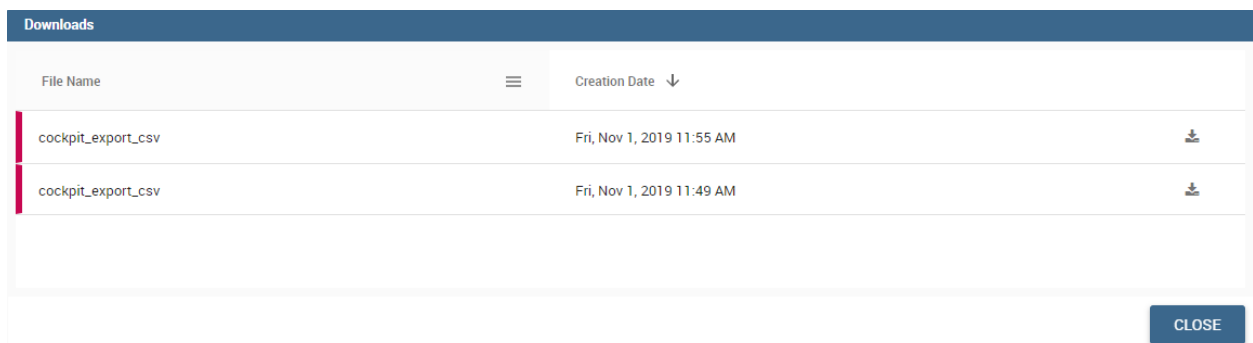 Downloads
File Name Creation Date
cockpit_export_csv Fri, Nov 1, 2019 11:55 AM
cockpit_export_csv Fri, Nov 1, 2019 11:49 AM
CLOSE